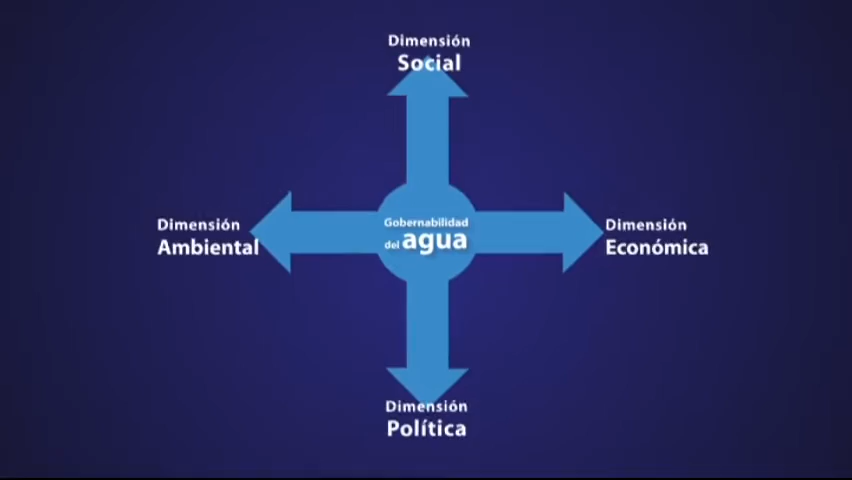 Dimensión
Social
Dimensión
Ambiental
Gobernabilidad
del agua
Dimensión
Económica
Dimensión
Política